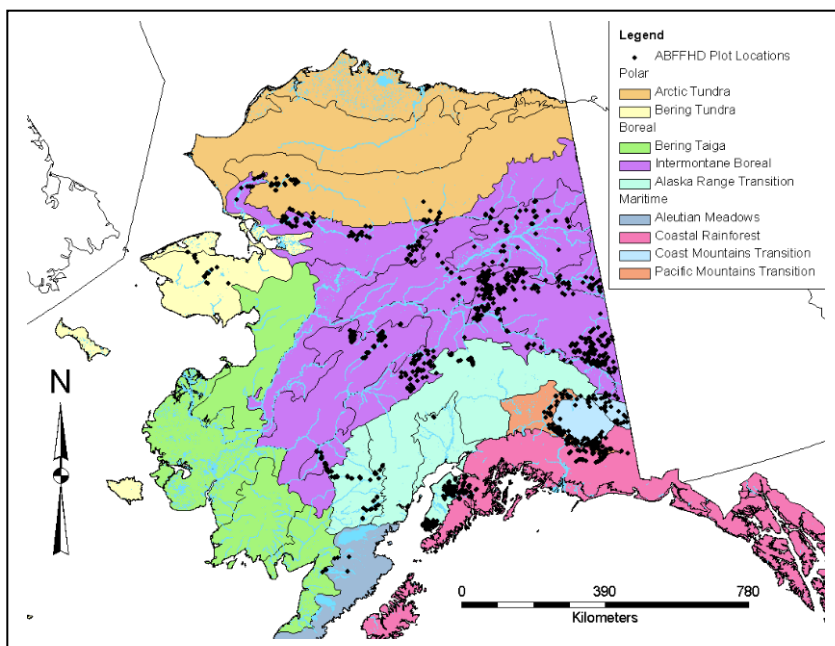 Legend
ABFFHD Plot Locations
Polar
Arctic Tundra
Bering Tundra
Boreal
Bering Taiga
Intermontane Boreal
Alaska Range Transition
Maritime
Aleutian Meadows
Coastal Rainforest
Coast Mountains Transition
Pacific Mountains Transition
N
0 390 780
Kilometers